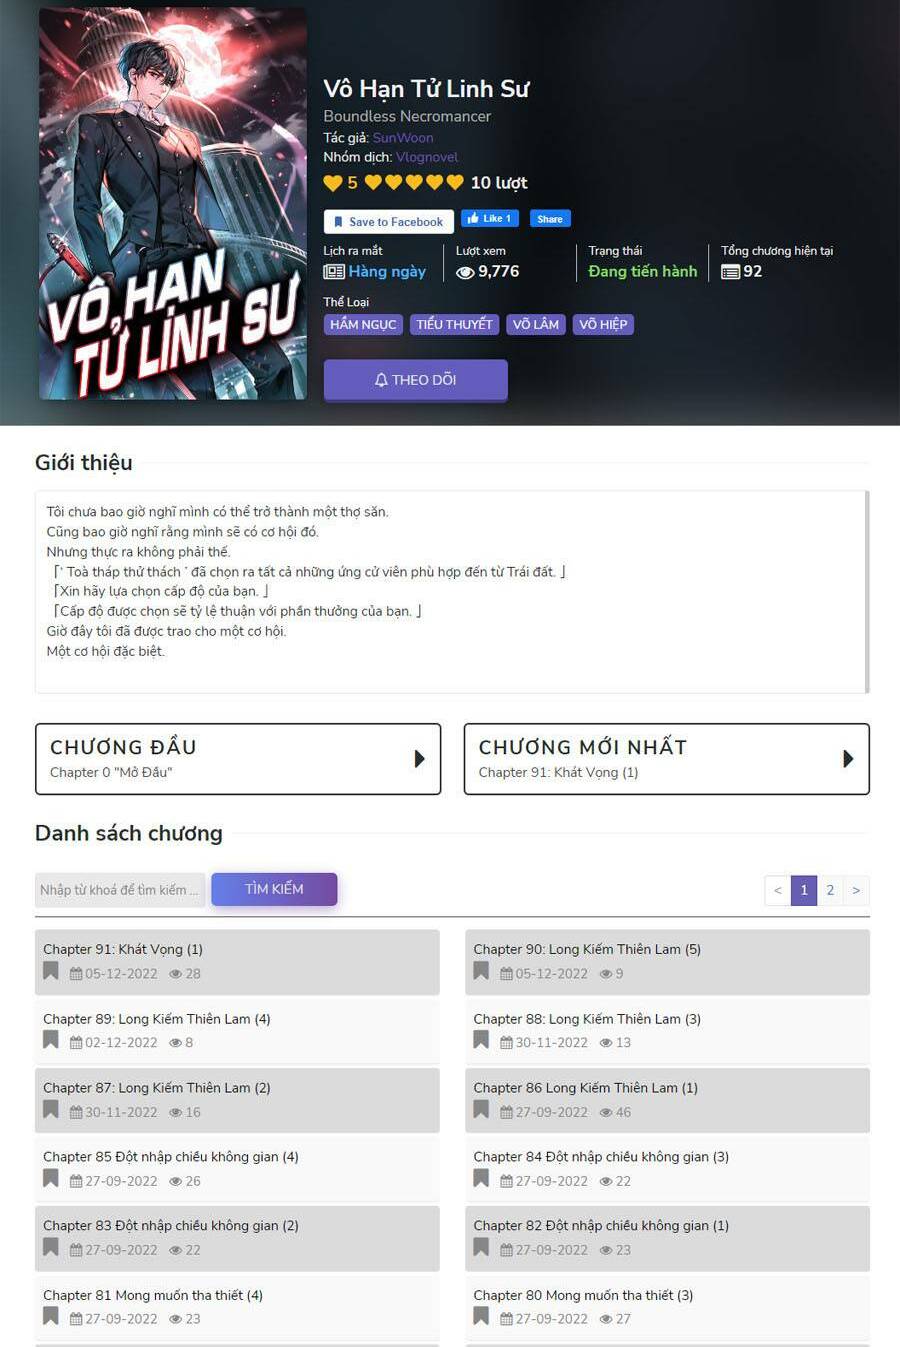 VÔ HẠN
TỬ LINH SƯ
Vô Hạn Tử Linh Sư
Boundless Necromancer
Tác giả: SunWoon
Nhóm dịch: Vlognovel
5 10 lượt
Save to Facebook Like 1 Share
Lịch ra mắt Lượt xem Trạng thái Tổng chương hiện tại
Hàng ngày 9,776 Đang tiến hành 92
Thể Loại
HẦM NGỤC TIỂU THUYẾT VÕ LÂM VÕ HIỆP
THEO DÕI
Giới thiệu
Tôi chưa bao giờ nghĩ mình có thể trở thành một thợ săn.
Cũng bao giờ nghĩ rằng mình sẽ có cơ hội đó.
Nhưng thực ra không phải thế.
「' Toà tháp thử thách ' đã chọn ra tất cả những ứng cử viên phù hợp đến từ Trái đất. 」
「Xin hãy lựa chọn cấp độ của bạn. 」
「Cấp độ được chọn sẽ tỷ lệ thuận với phần thưởng của bạn. 」
Giờ đây tôi đã được trao cho một cơ hội.
Một cơ hội đặc biệt.
CHƯƠNG ĐẦU
Chapter 0 "Mở Đầu"
CHƯƠNG MỚI NHẤT
Chapter 91: Khát Vọng (1)
Danh sách chương
Nhập từ khoá để tìm kiếm ... TÌM KIẾM < 1 2 >
Chapter 91: Khát Vọng (1)
05-12-2022 28
Chapter 90: Long Kiếm Thiên Lam (5)
05-12-2022 9
Chapter 89: Long Kiếm Thiên Lam (4)
02-12-2022 8
Chapter 88: Long Kiếm Thiên Lam (3)
30-11-2022 13
Chapter 87: Long Kiếm Thiên Lam (2)
30-11-2022 16
Chapter 86 Long Kiếm Thiên Lam (1)
27-09-2022 46
Chapter 85 Đột nhập chiều không gian (4)
27-09-2022 26
Chapter 84 Đột nhập chiều không gian (3)
27-09-2022 22
Chapter 83 Đột nhập chiều không gian (2)
27-09-2022 22
Chapter 82 Đột nhập chiều không gian (1)
27-09-2022 23
Chapter 81 Mong muốn tha thiết (4)
27-09-2022 23
Chapter 80 Mong muốn tha thiết (3)
27-09-2022 27